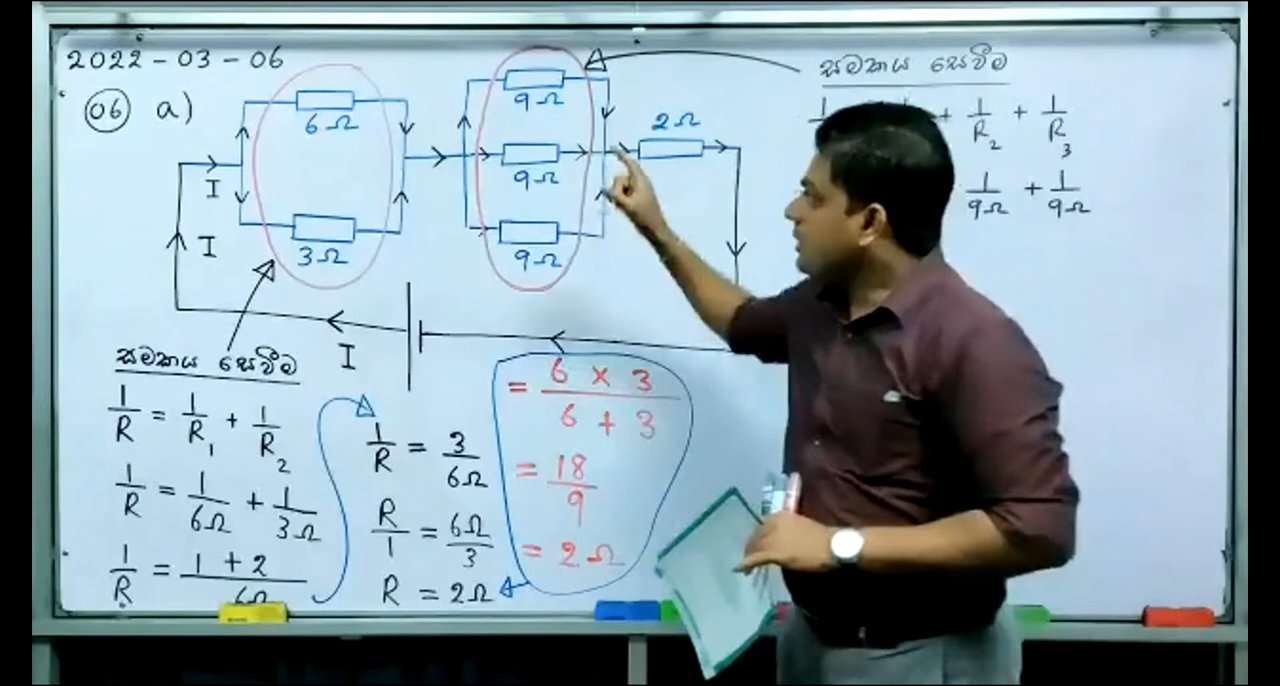 2022-03-06
06 a)
6Ω
3Ω
I
I
I
9Ω
9Ω
9Ω
2Ω
සමකය සෙවීම
1/R = 1/R₁ + 1/R₂
1/R = 1/6Ω + 1/3Ω
1/R = 1+2/6Ω
1/R = 3/6Ω
R/1 = 6Ω/3
R = 2Ω
= 6 × 3/6 + 3
= 18/9
= 2Ω
සමකය සෙවීම
+ 1/R₂ + 1/R₃
1/9Ω + 1/9Ω